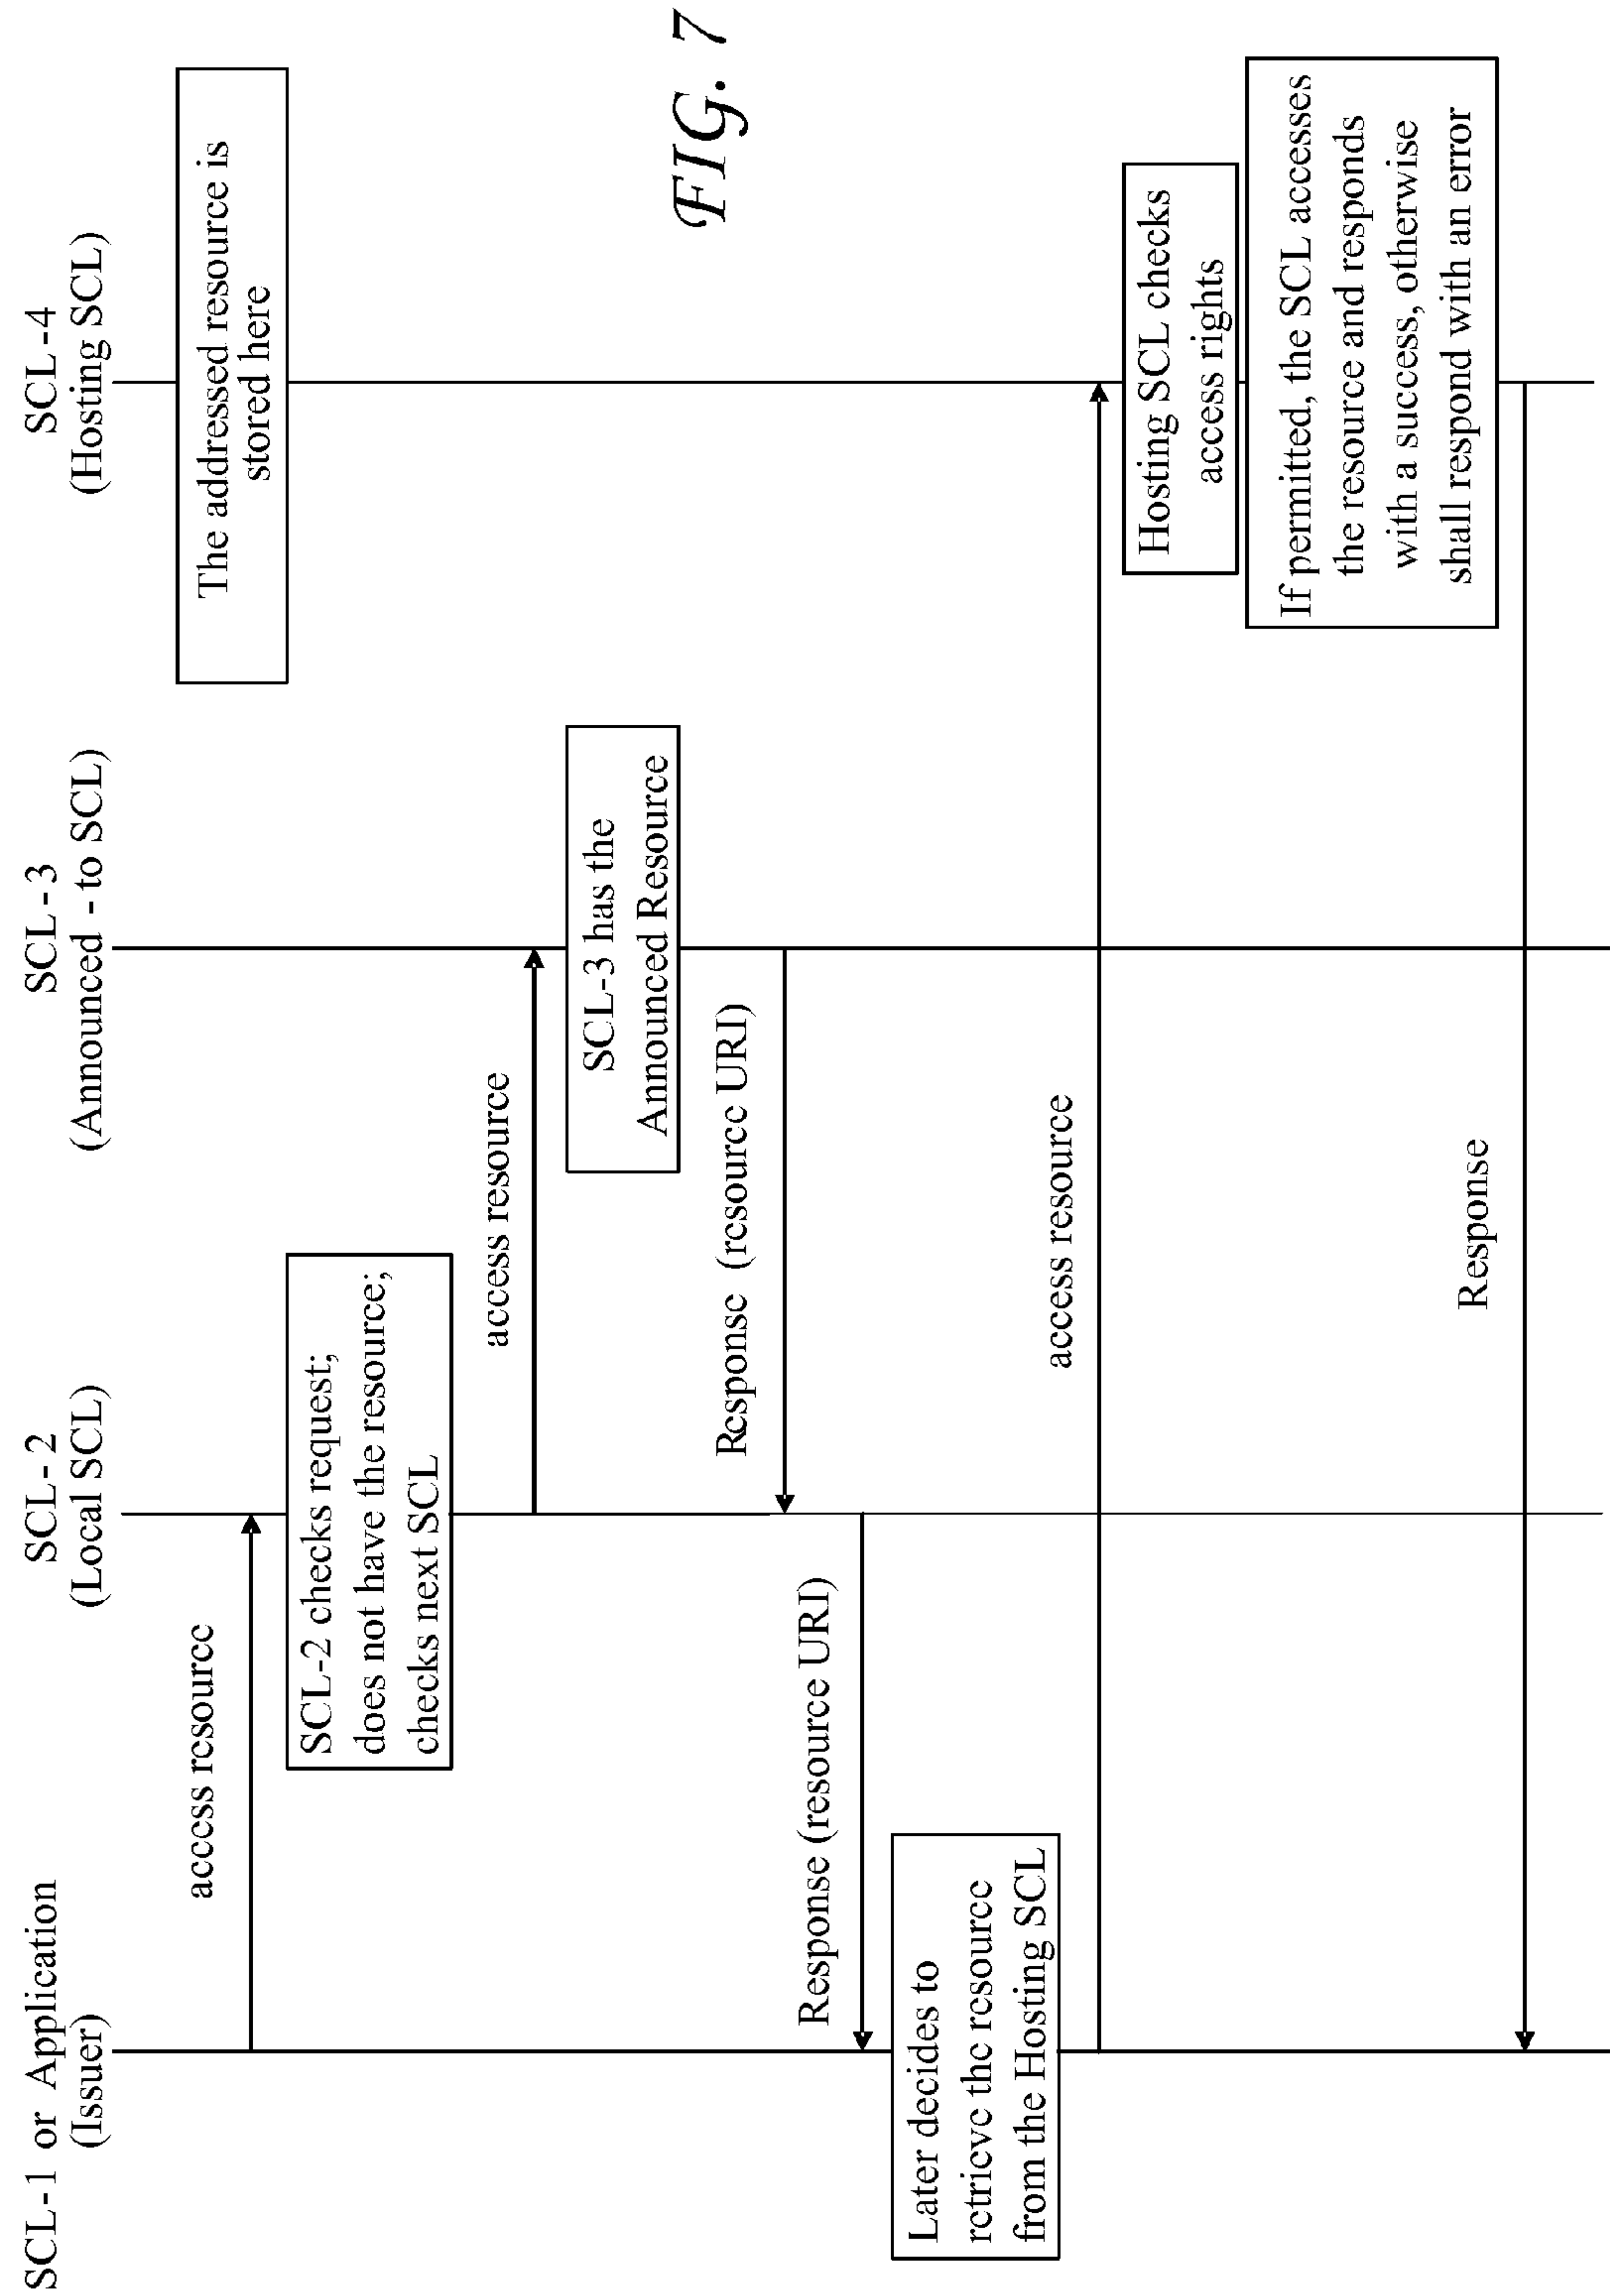 SCL-1 or Application
(Issuer)
SCL-2
(Local SCL)
SCL-3
(Announced - to SCL)
SCL-4
(Hosting SCL)
The addressed resource is
stored here
access resource
SCL-2 checks request;
does not have the resource;
checks next SCL
access resource
SCL-3 has the
Announced Resource
Response (resource URI)
Response (resource URI)
Later decides to
retrieve the resource
from the Hosting SCL
access resource
Hosting SCL checks
access rights
If permitted, the SCL accesses
the resource and responds
with a success, otherwise
shall respond with an error
Response
FIG. 7